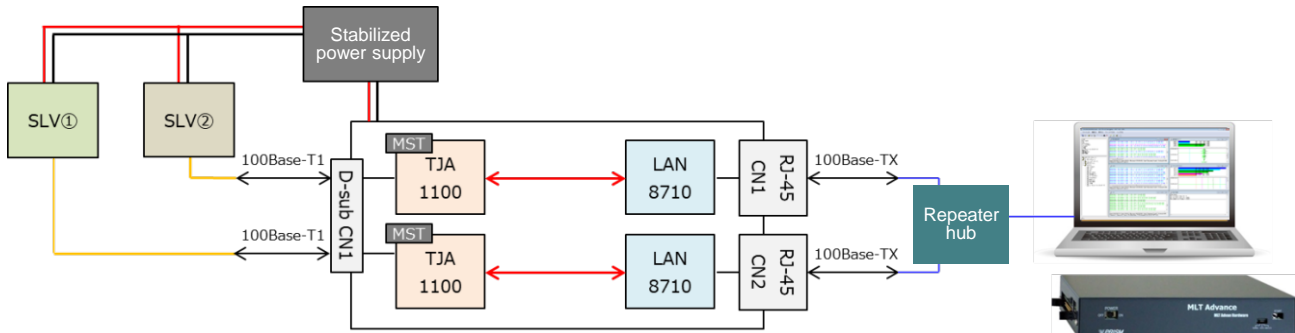 Stabilized
power supply
SLV①
SLV②
100Base-T1
100Base-T1
D-sub CN1
MST
TJA
1100
MST
TJA
1100
LAN
8710
LAN
8710
RJ-45
CN1
RJ-45
CN2
100Base-TX
100Base-TX
Repeater
hub
MLT Advance
POWER